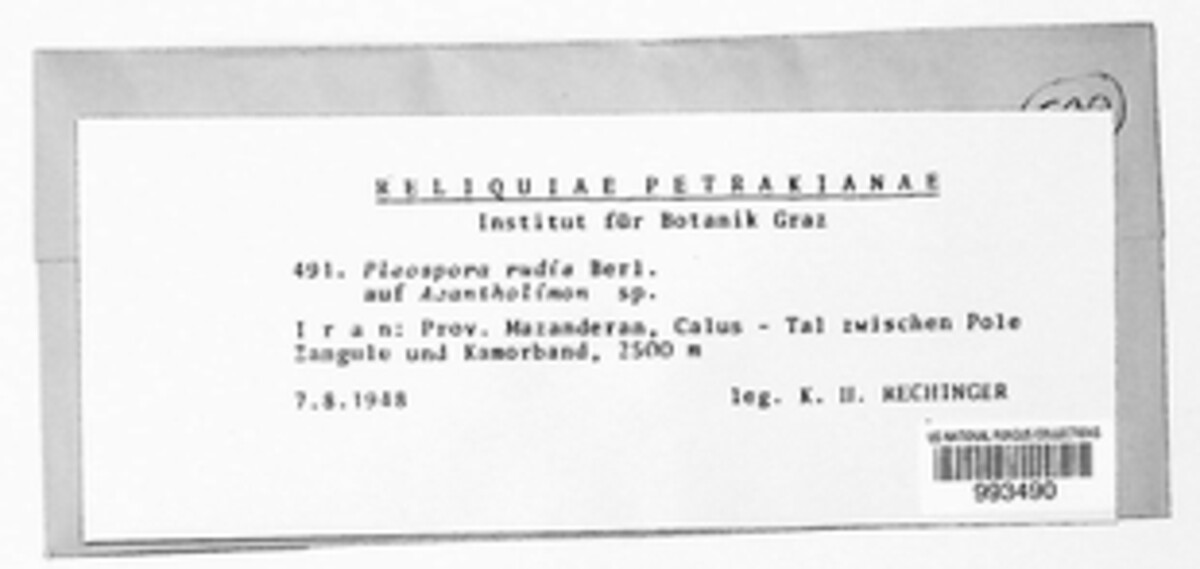 RELIQUIAE PETRAKIANAE
Institut für Botanik Graz
491. Pleospora rudis Berl.
auf Acantholimon sp.
Iran: Prov. Mazanderan, Calus - Tal zwischen Pole
Zangule und Kamorband, 2500 m
7.8.1948
leg. K. H. RECHINGER
US NATIONAL FUNGUS COLLECTIONS
993490